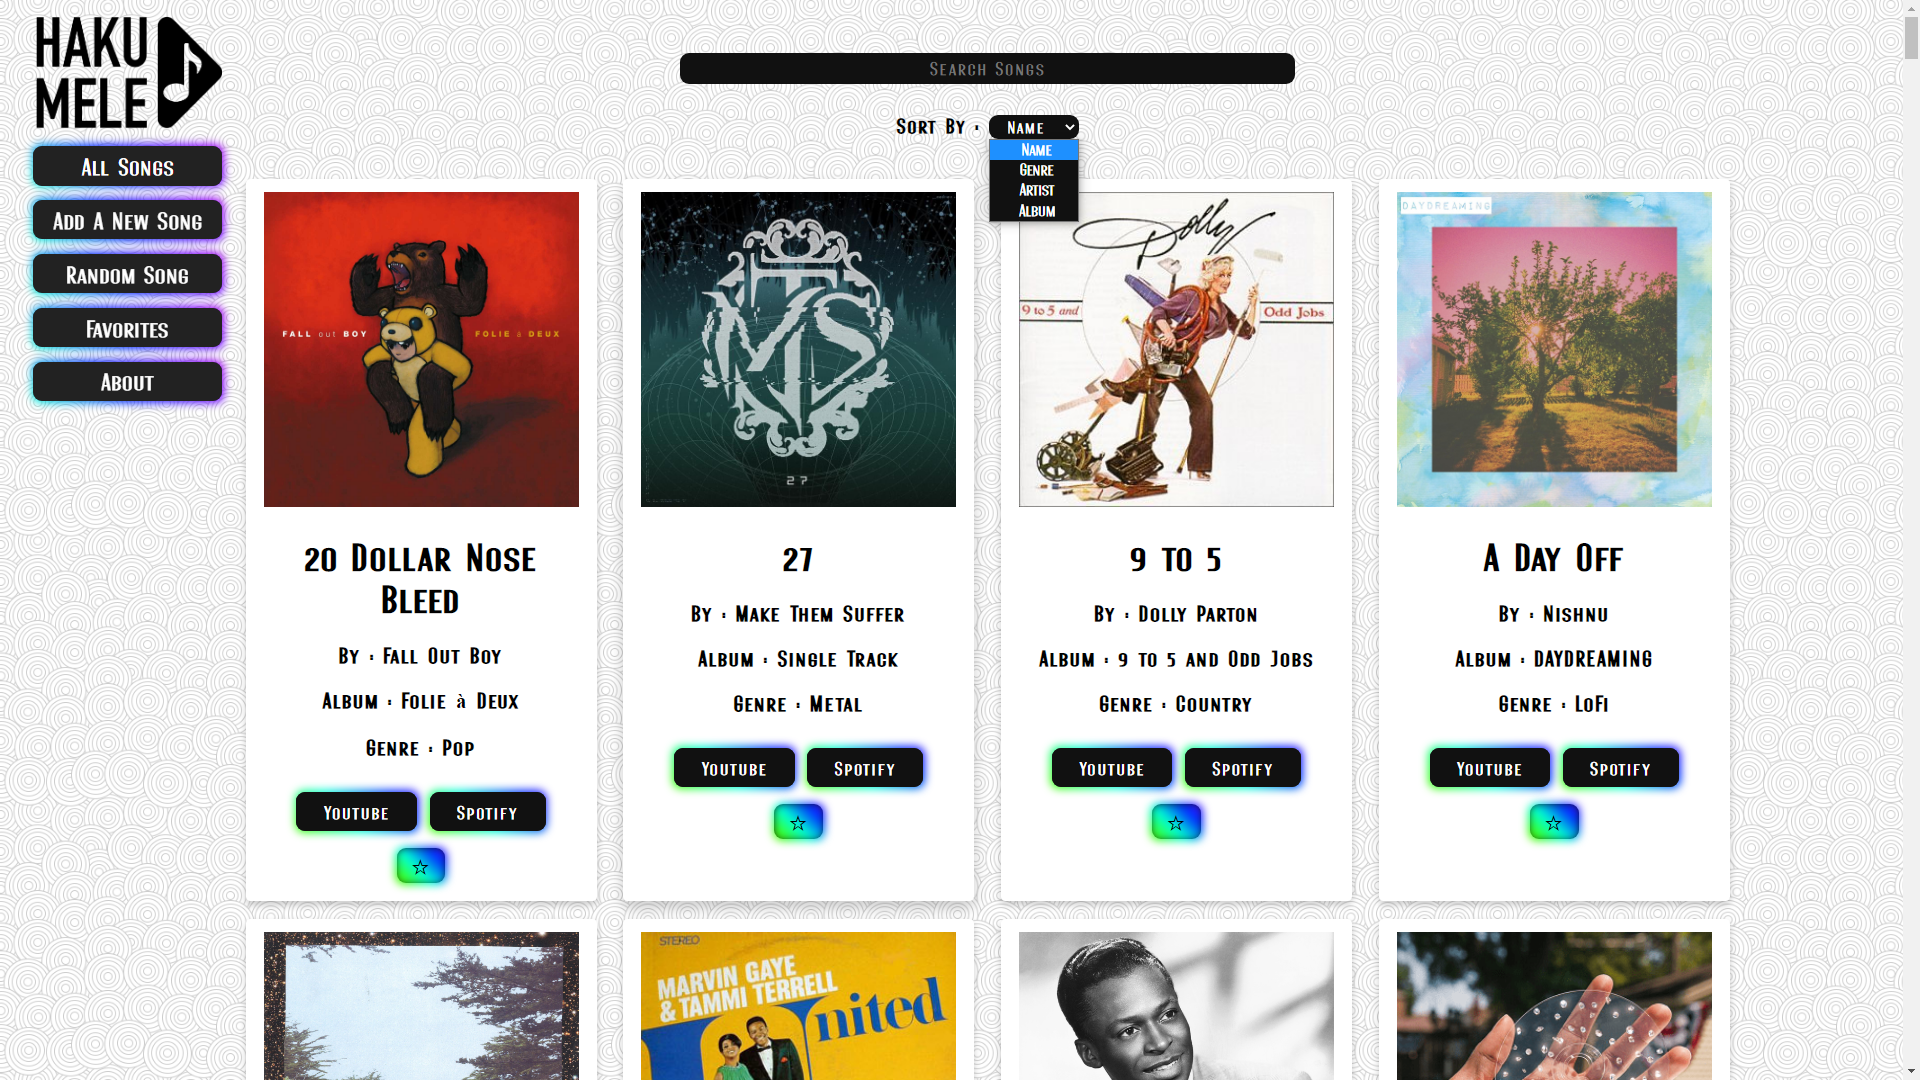 HAKU
MELE
Search Songs
Sort By : Name
Name
Genre
Artist
Album
All Songs
Add A New Song
Random Song
Favorites
About
FALL out BOY FOLIE à DEUX
27
Dolly
9 to 5 and Odd Jobs
DAYDREAMING
20 Dollar Nose
Bleed
By : Fall Out Boy
Album : Folie à Deux
Genre : Pop
Youtube Spotify
☆
27
By : Make Them Suffer
Album : Single Track
Genre : Metal
Youtube Spotify
☆
9 to 5
By : Dolly Parton
Album : 9 to 5 and Odd Jobs
Genre : Country
Youtube Spotify
☆
A Day Off
By : Nishnu
Album : DAYDREAMING
Genre : LoFi
Youtube Spotify
☆
STEREO
MARVIN GAYE
& TAMMI TERRELL
United